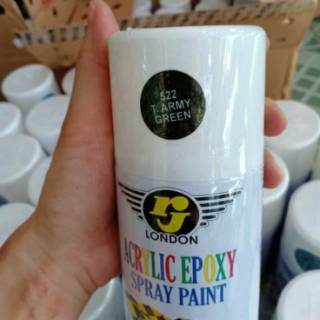 522
T. ARMY
GREEN
rj
LONDON
ACRYLIC EPOXY
SPRAY PAINT